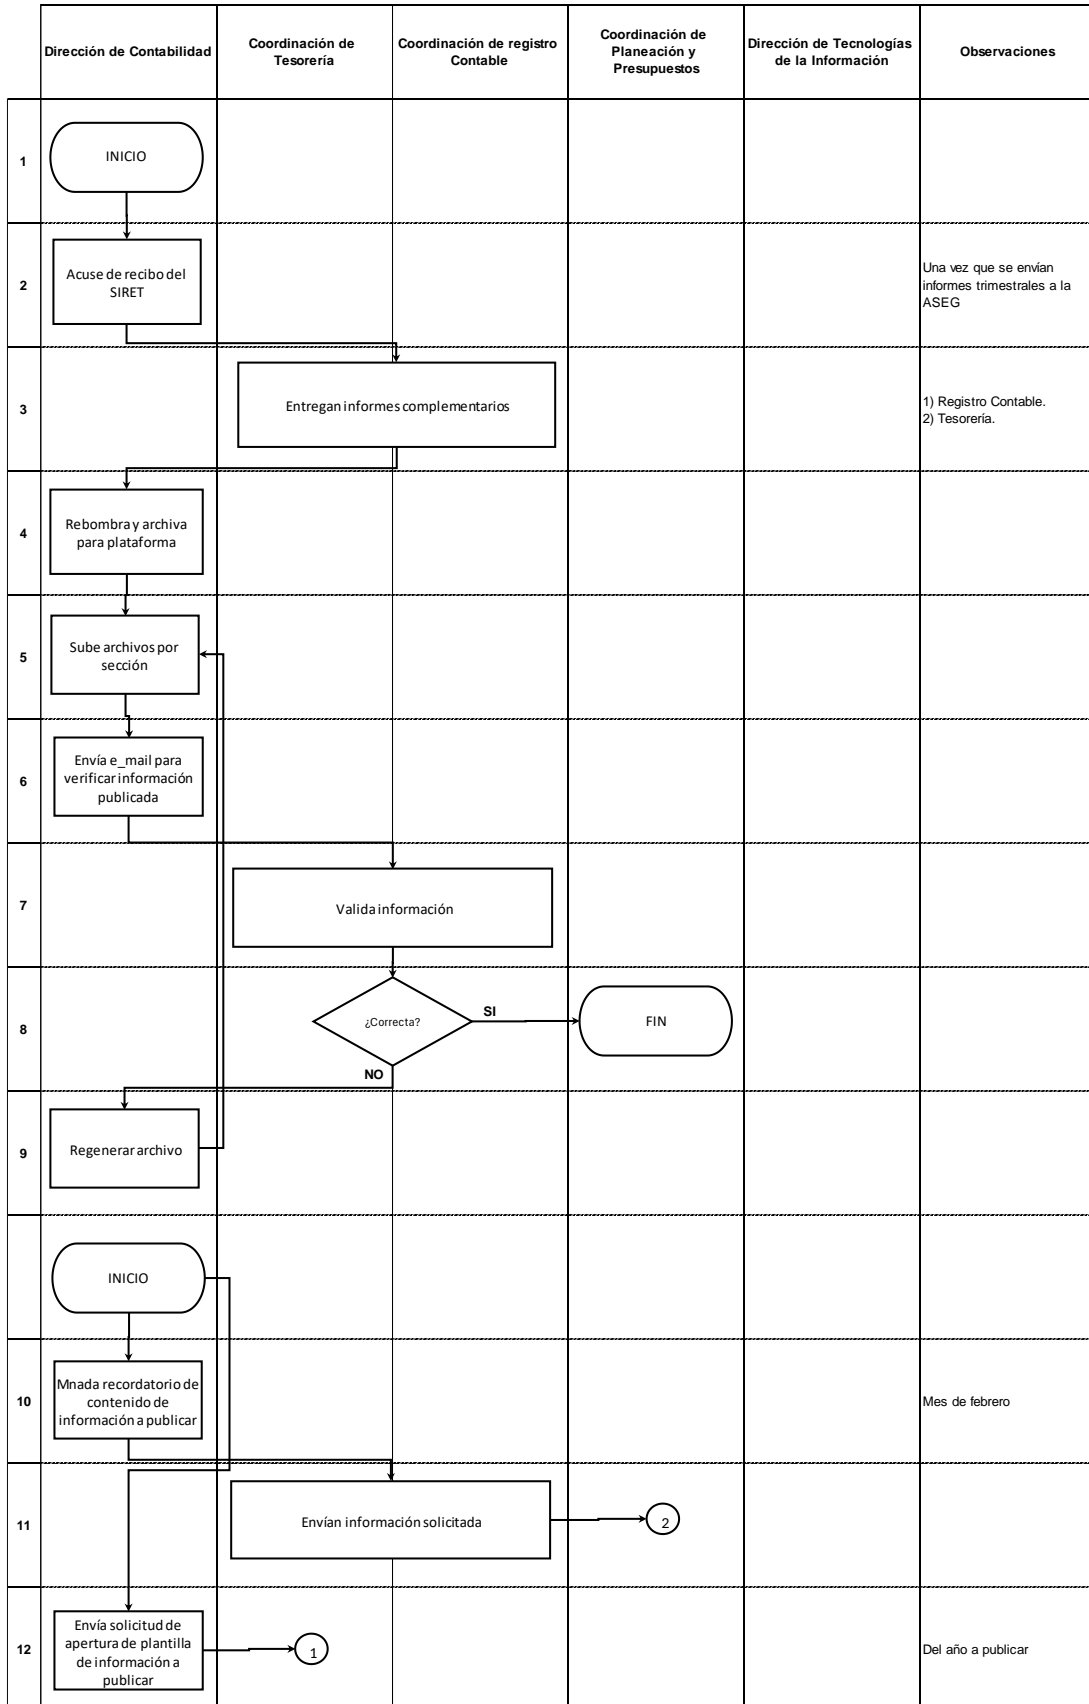 Dirección de Contabilidad
Coordinación de
Tesorería
Coordinación de registro
Contable
Coordinación de
Planeación y
Presupuestos
Dirección de Tecnologías
de la Información
Observaciones
1
INICIO
2
Acuse de recibo del
SIRET
Una vez que se envían
informes trimestrales a la
ASEG
3
Entregan informes complementarios
1) Registro Contable.
2) Tesorería.
4
Rebombra y archiva
para plataforma
5
Sube archivos por
sección
6
Envía e_mail para
verificar información
publicada
7
Valida información
8
¿Correcta?
SI
FIN
NO
9
Regenerar archivo
INICIO
10
Mnada recordatorio de
contenido de
información a publicar
Mes de febrero
11
Envían información solicitada
2
12
Envía solicitud de
apertura de plantilla
de información a
publicar
1
Del año a publicar